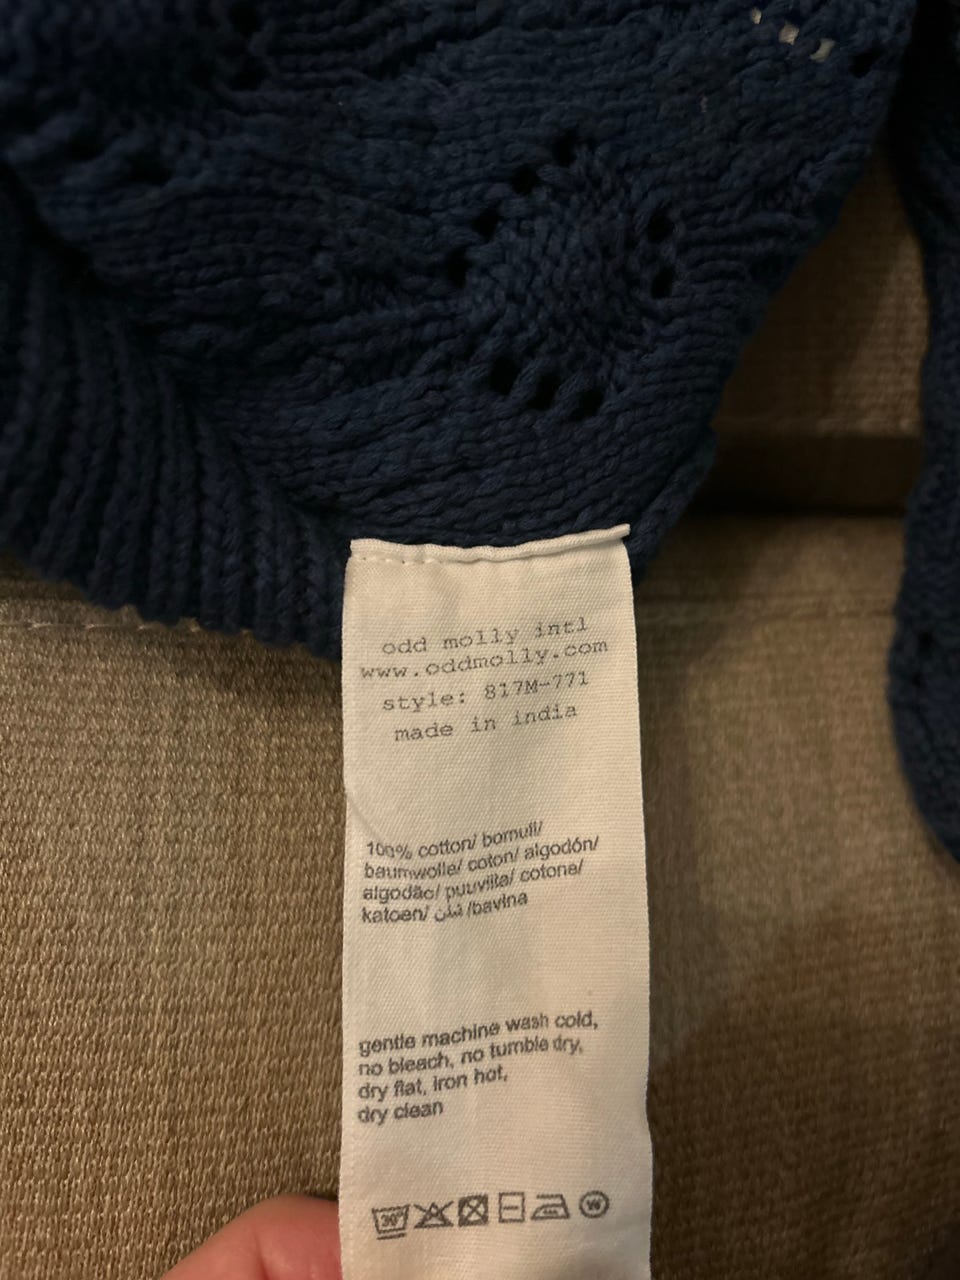 odd molly intl
www.oddmolly.com
style: 817M-771
made in india
100% cotton/ bomull/
baumwolle/ coton/ algodón/
algodão/ puuvilla/ cotone/
katoen/ قطن /bavlna
gentle machine wash cold,
no bleach, no tumble dry,
dry flat, iron hot,
dry clean
30° W